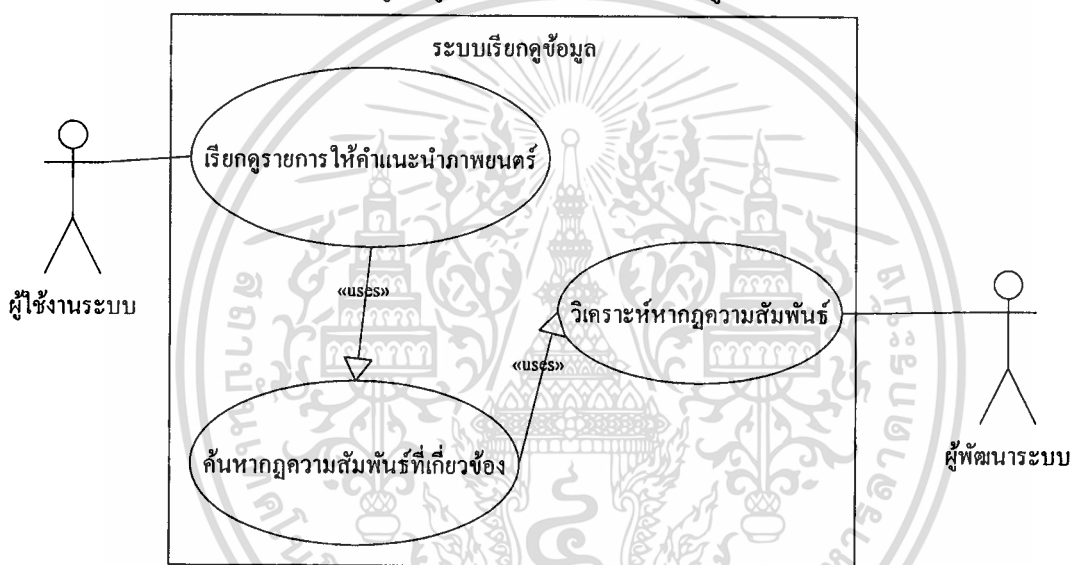 ระบบเรียกดูข้อมูล
เรียกดูรายการให้คำแนะนำภาพยนตร์
ผู้ใช้งานระบบ
«uses»
วิเคราะห์หากฎความสัมพันธ์
«uses»
ค้นหากฎความสัมพันธ์ที่เกี่ยวข้อง
ผู้พัฒนาระบบ